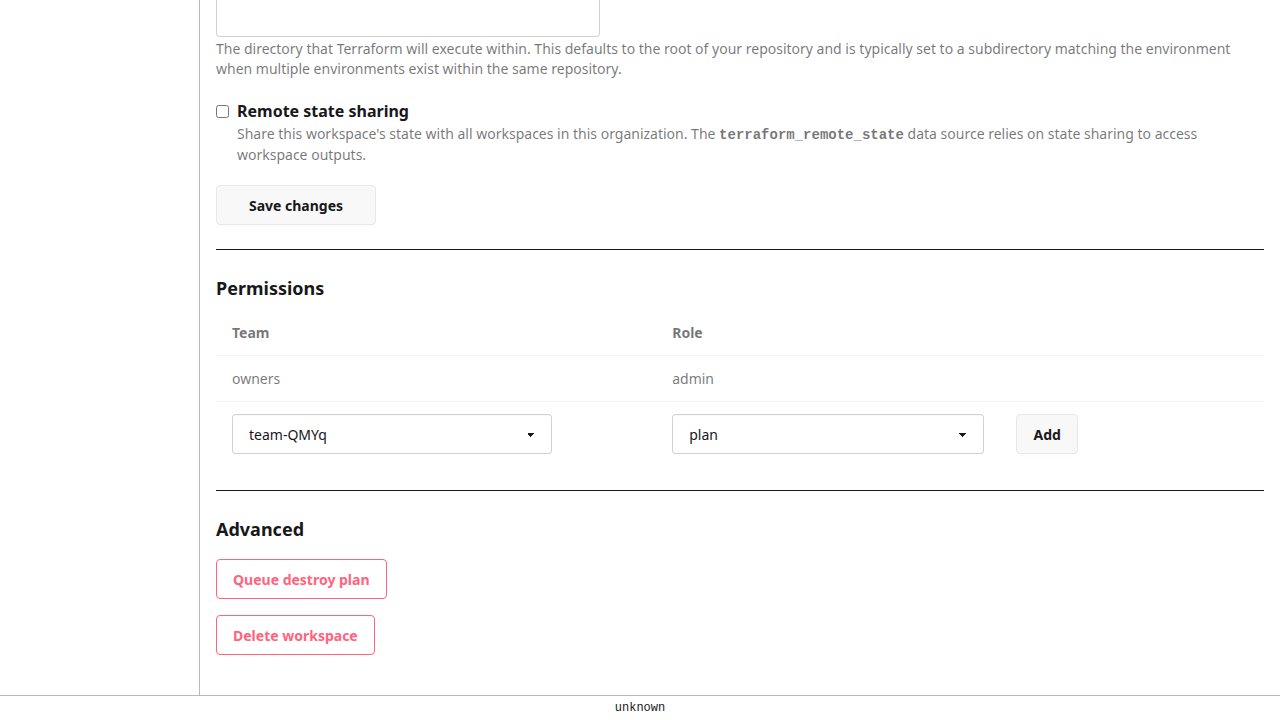 The directory that Terraform will execute within. This defaults to the root of your repository and is typically set to a subdirectory matching the environment
when multiple environments exist within the same repository.
Remote state sharing
Share this workspace's state with all workspaces in this organization. The terraform_remote_state data source relies on state sharing to access
workspace outputs.
Save changes
Permissions
Team Role
owners admin
team-QMYq plan Add
Advanced
Queue destroy plan
Delete workspace
unknown